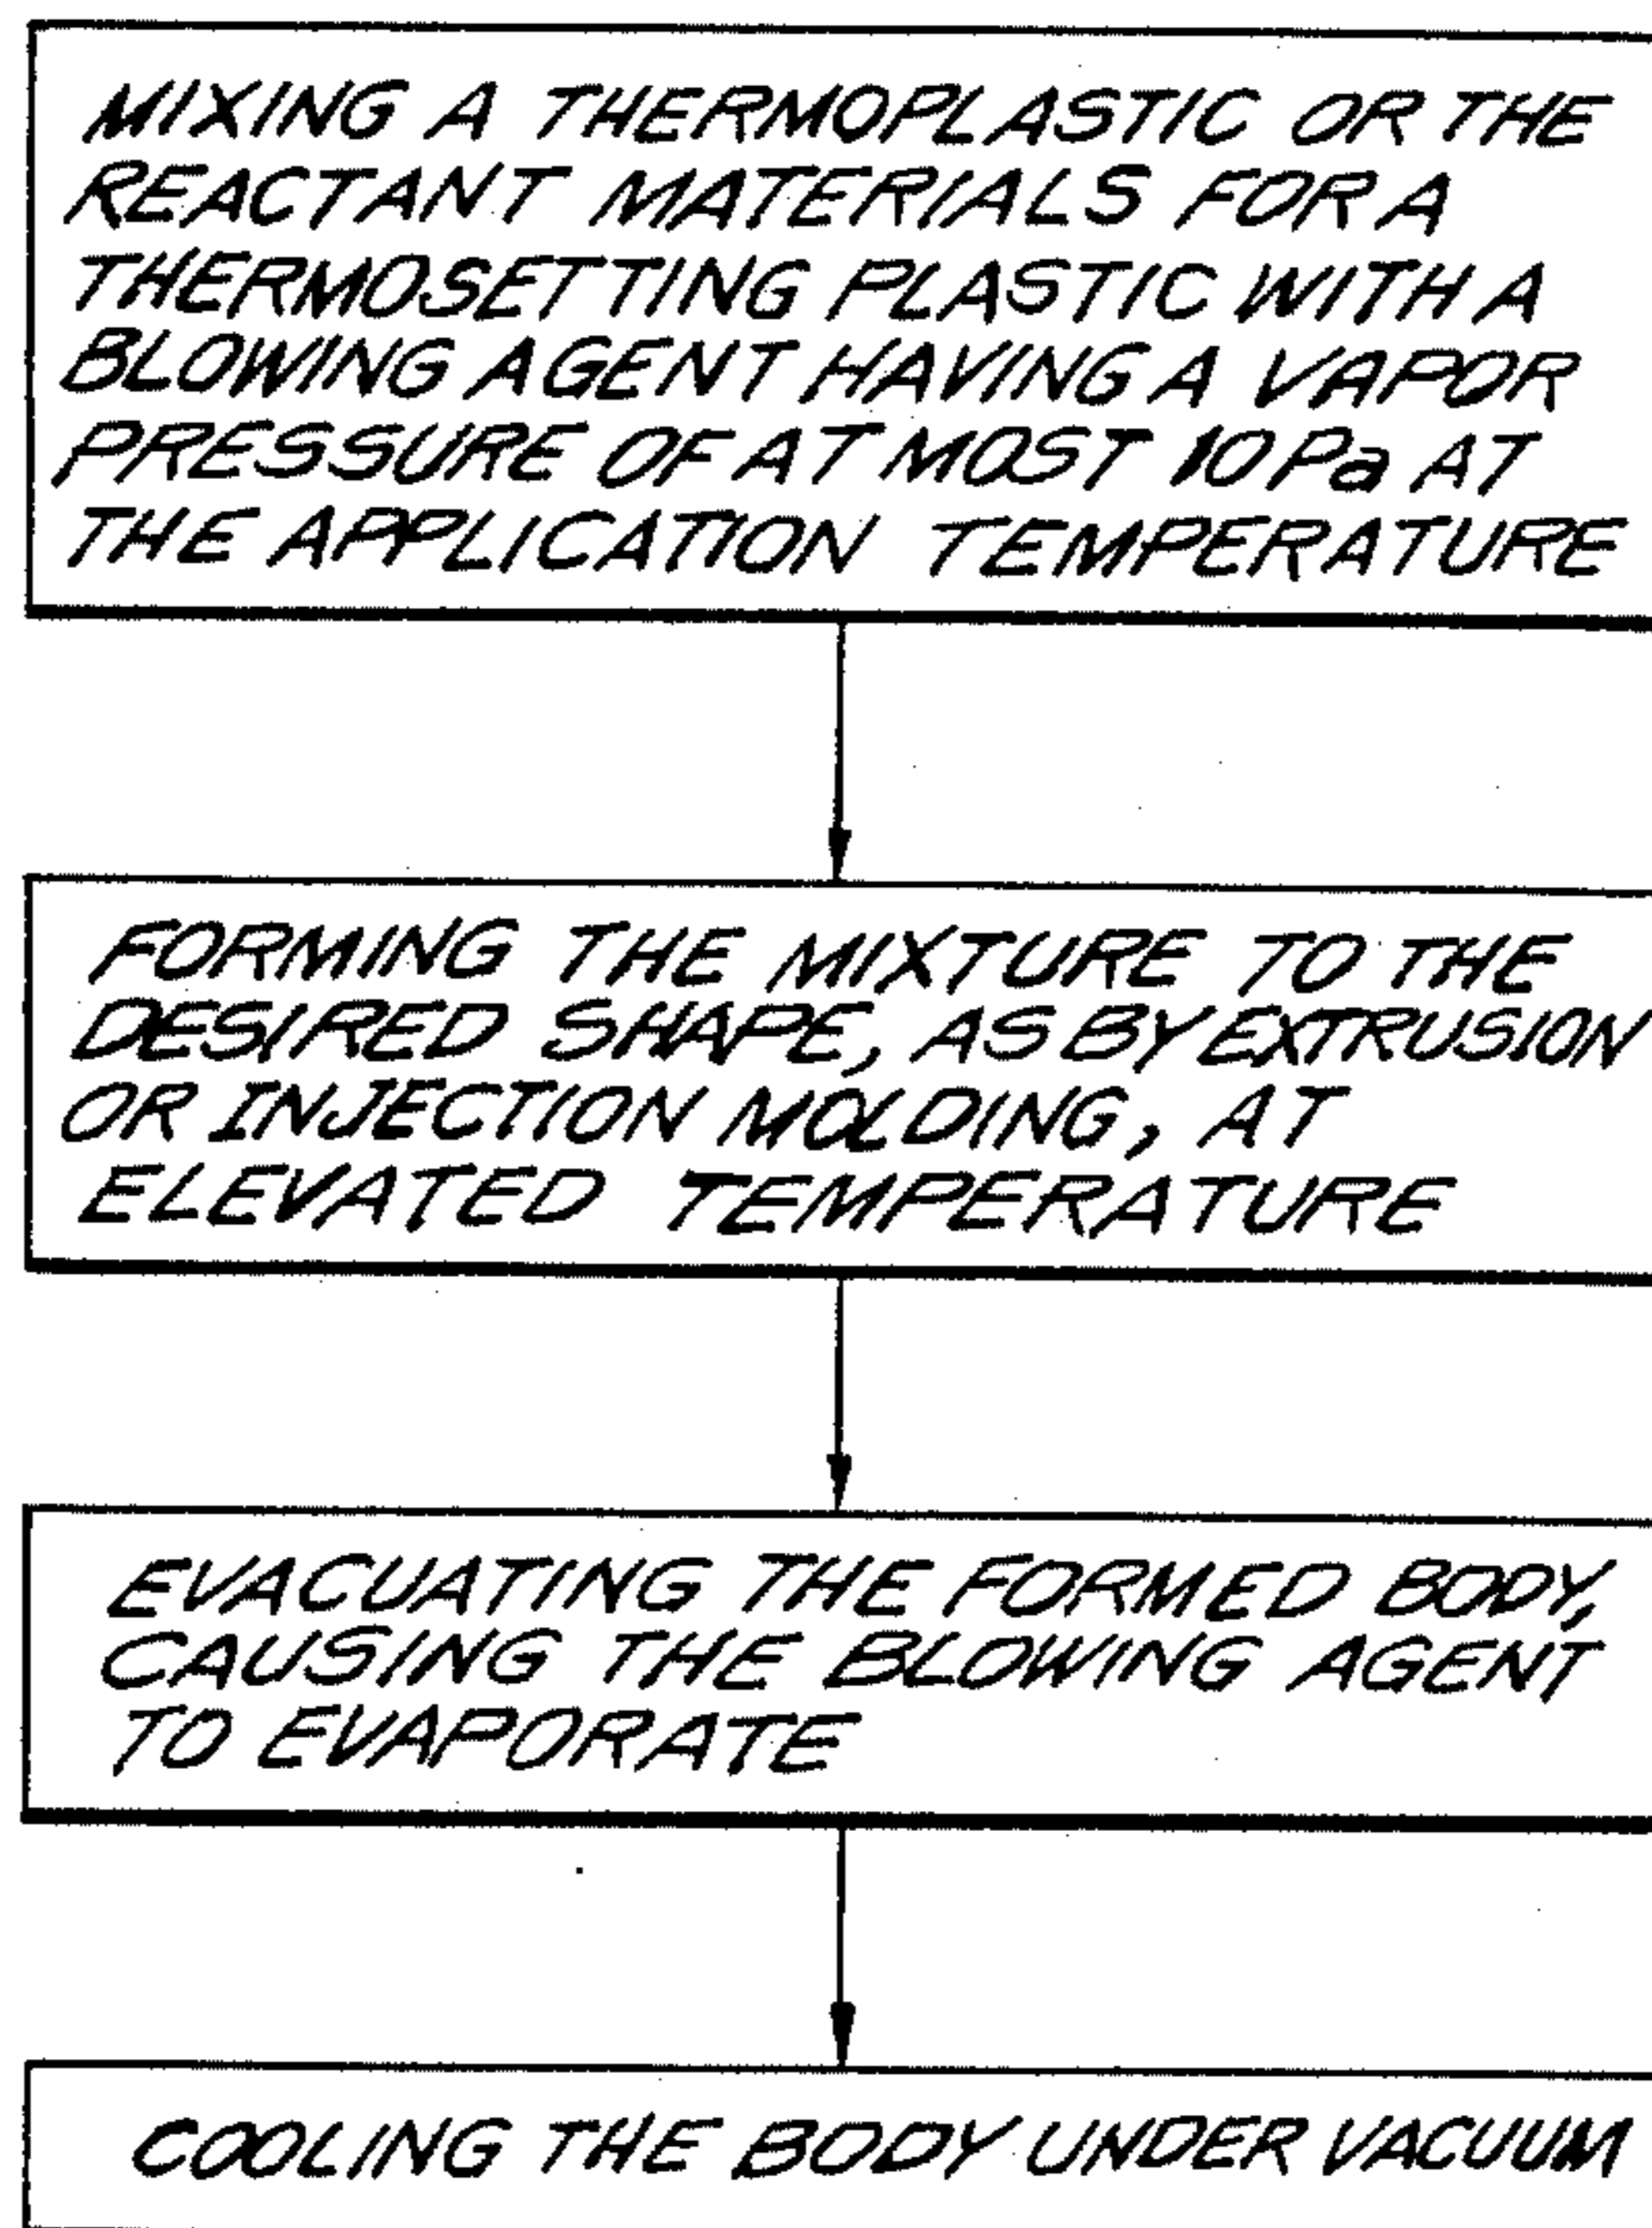 MIXING A THERMOPLASTIC OR THE
REACTANT MATERIALS FOR A
THERMOSETTING PLASTIC WITH A
BLOWING AGENT HAVING A VAPOR
PRESSURE OF AT MOST 10 Pa AT
THE APPLICATION TEMPERATURE
FORMING THE MIXTURE TO THE
DESIRED SHAPE, AS BY EXTRUSION
OR INJECTION MOLDING, AT
ELEVATED TEMPERATURE
EVACUATING THE FORMED BODY,
CAUSING THE BLOWING AGENT
TO EVAPORATE
COOLING THE BODY UNDER VACUUM